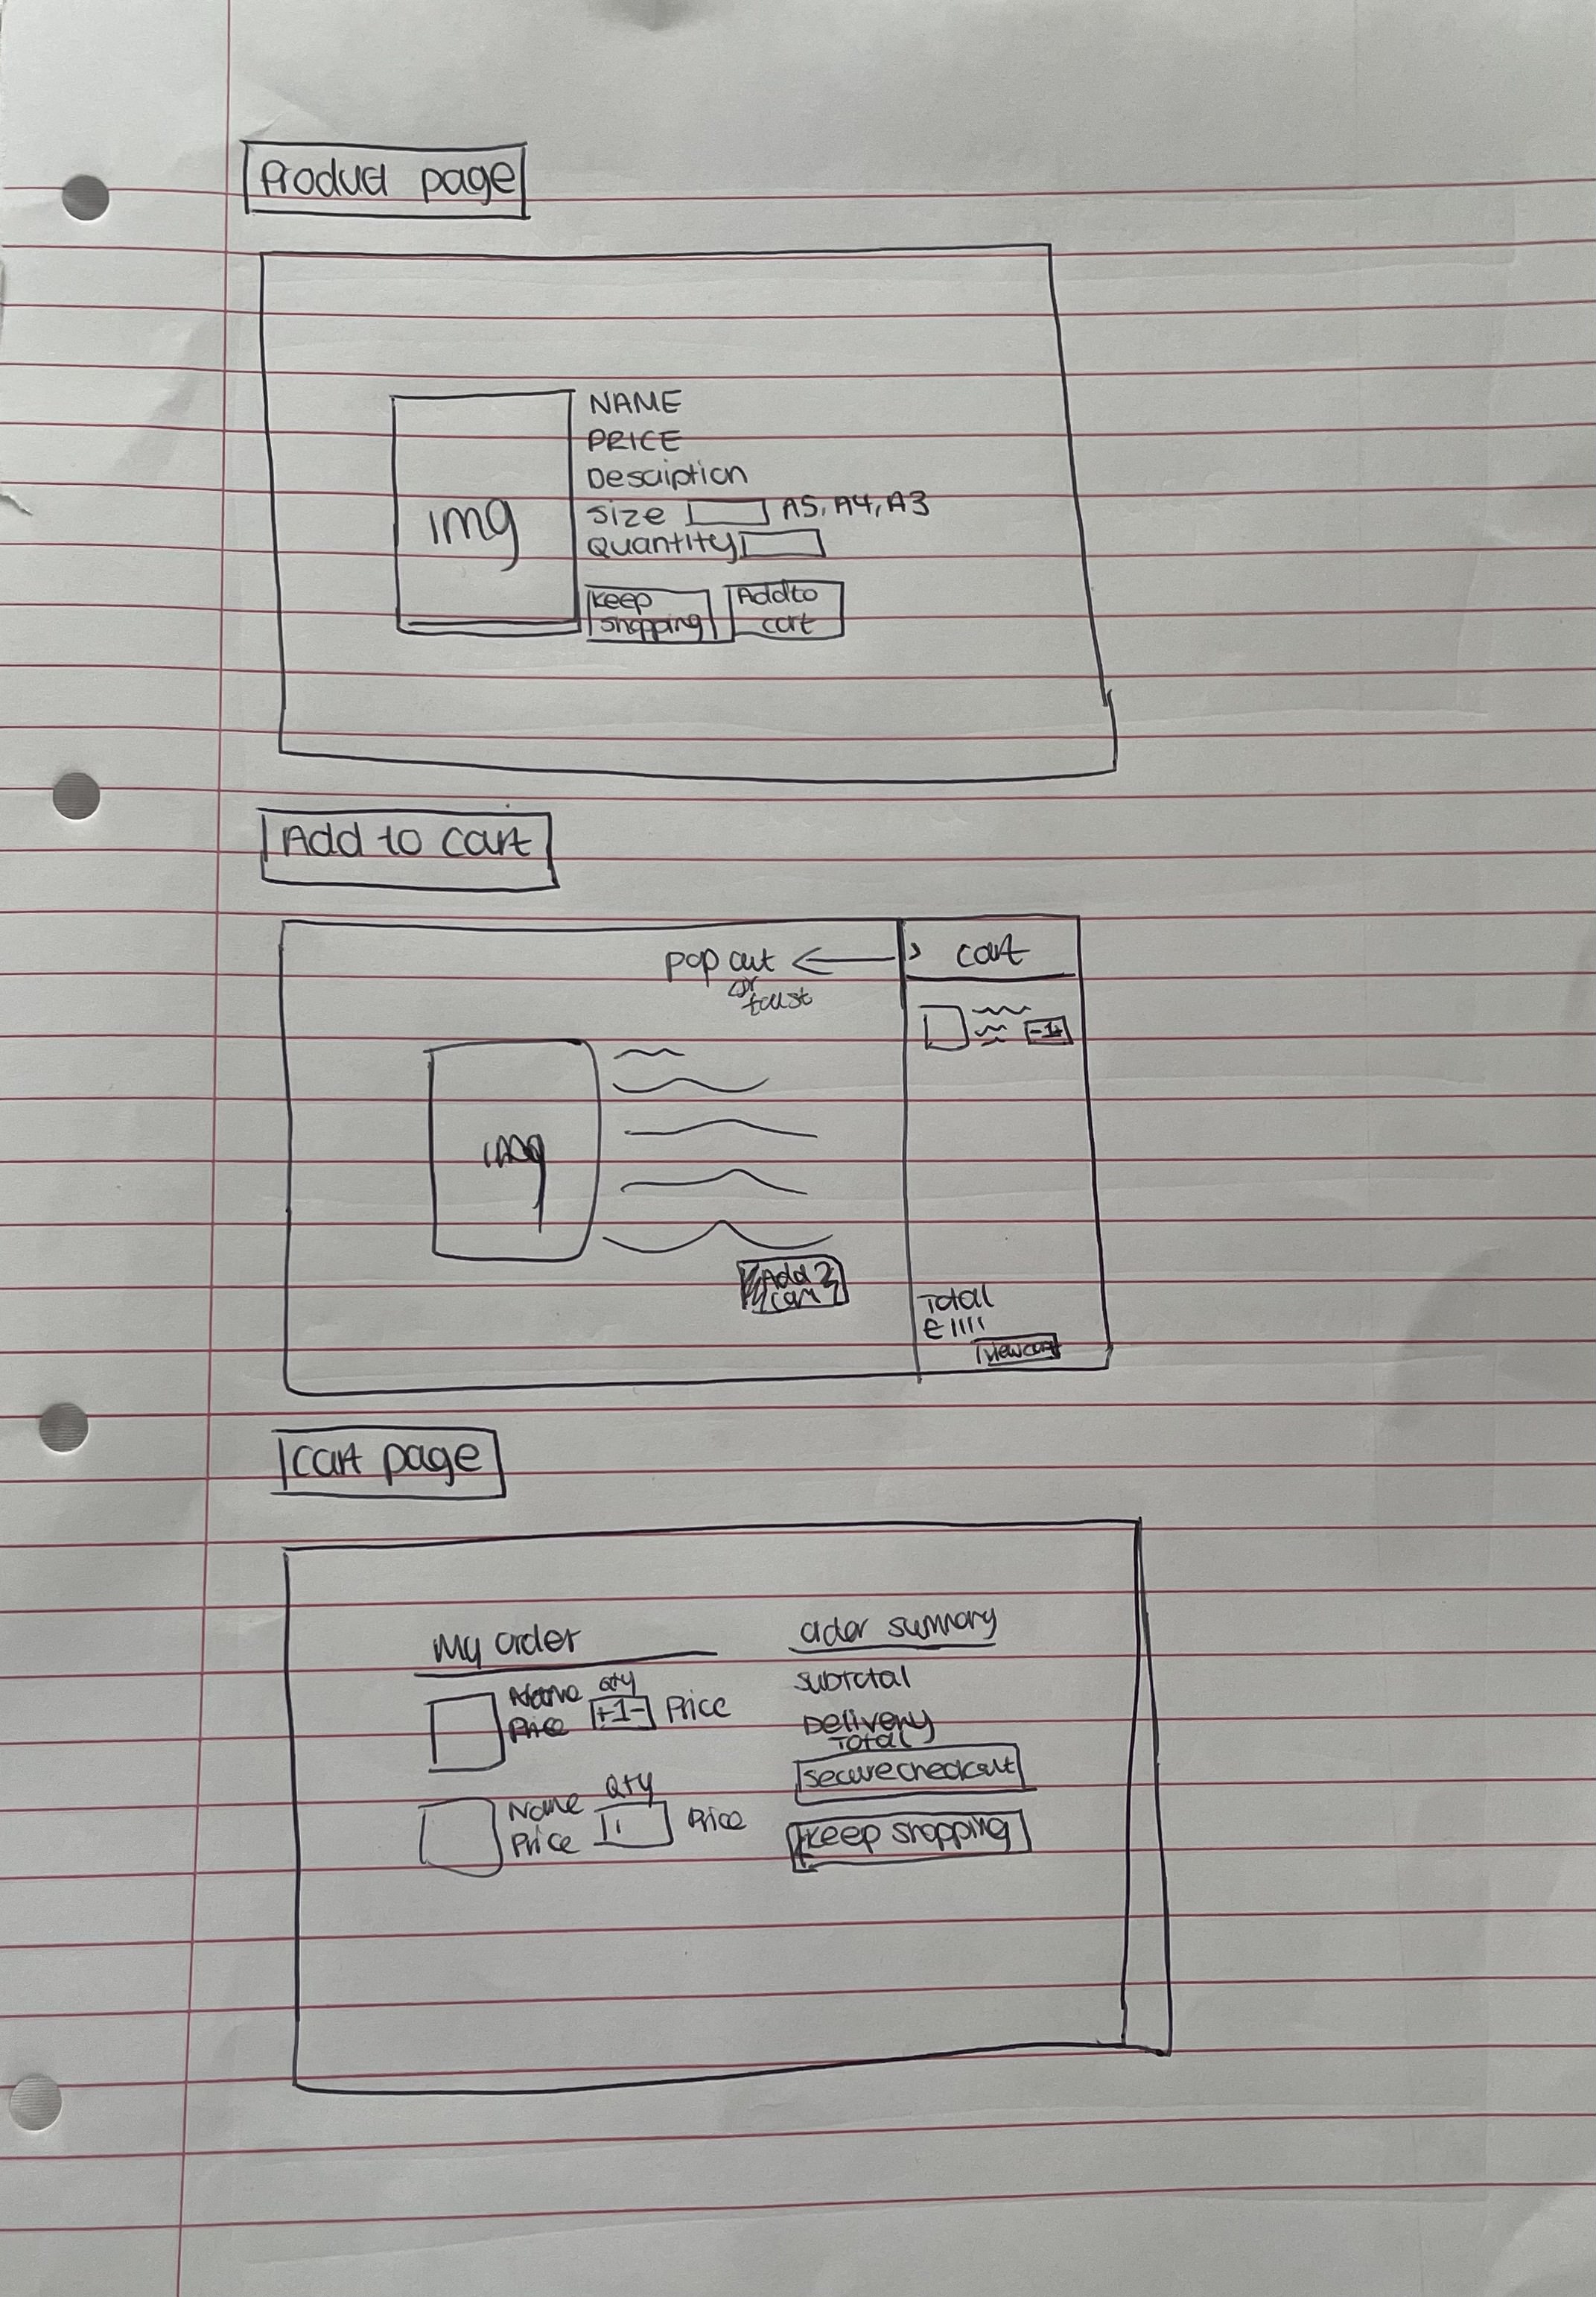 Product page
NAME
PRICE
Description
img
size A5, A4, A3
Quantity
keep shopping
Add to cart
Add to cart
pop out
or
toast
> cart
-1+
img
Add 2 cart
Total
£ 1111
View cart
Cart page
My order
Name
Price
Qty
+1-
Price
Name
Price
Qty
Price
order summary
subtotal
Delivery
Total
secure checkout
keep shopping